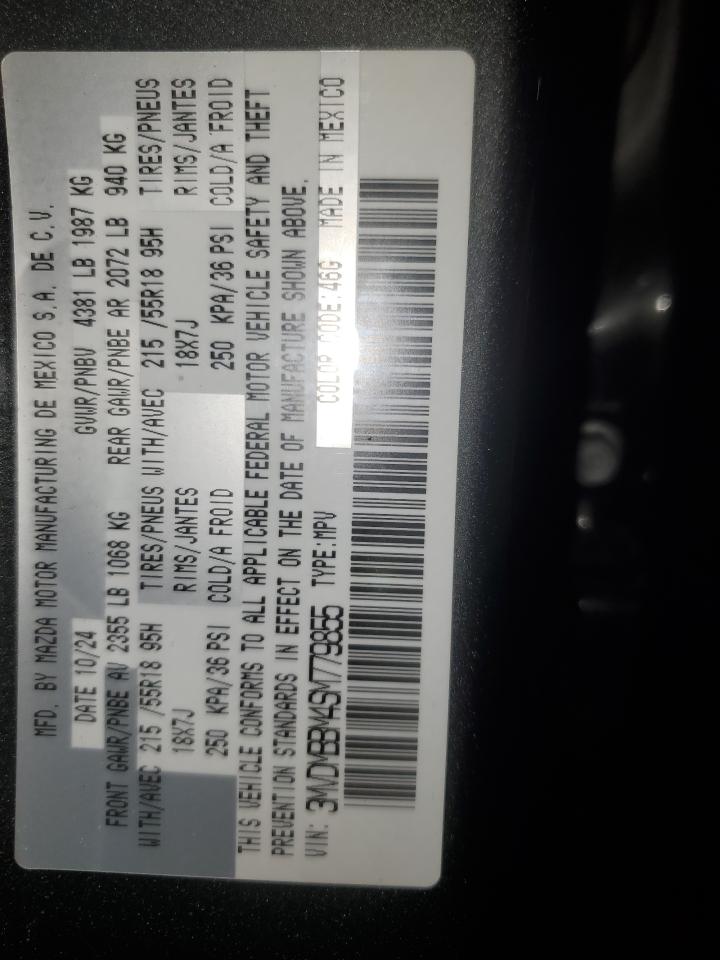 MFD. BY MAZDA MOTOR MANUFACTURING DE MEXICO S.A. DE C.V.
DATE 10/24 GVWR/PNBV 4381 LB 1987 KG
FRONT GAWR/PNBE AV 2355 LB 1068 KG REAR GAWR/PNBE AR 2072 LB 940 KG
WITH/AVEC 215 /55R18 95H TIRES/PNEUS WITH/AVEC 215 /55R18 95H TIRES/PNEUS
18X7J RIMS/JANTES 18X7J RIMS/JANTES
250 KPA/36 PSI COLD/A FROID 250 KPA/36 PSI COLD/A FROID
THIS VEHICLE CONFORMS TO ALL APPLICABLE FEDERAL MOTOR VEHICLE SAFETY AND THEFT
PREVENTION STANDARDS IN EFFECT ON THE DATE OF MANUFACTURE SHOWN ABOVE.
VIN: 3MVDMBBM4SM779855 TYPE:MPV COLOR CODE:46G MADE IN MEXICO